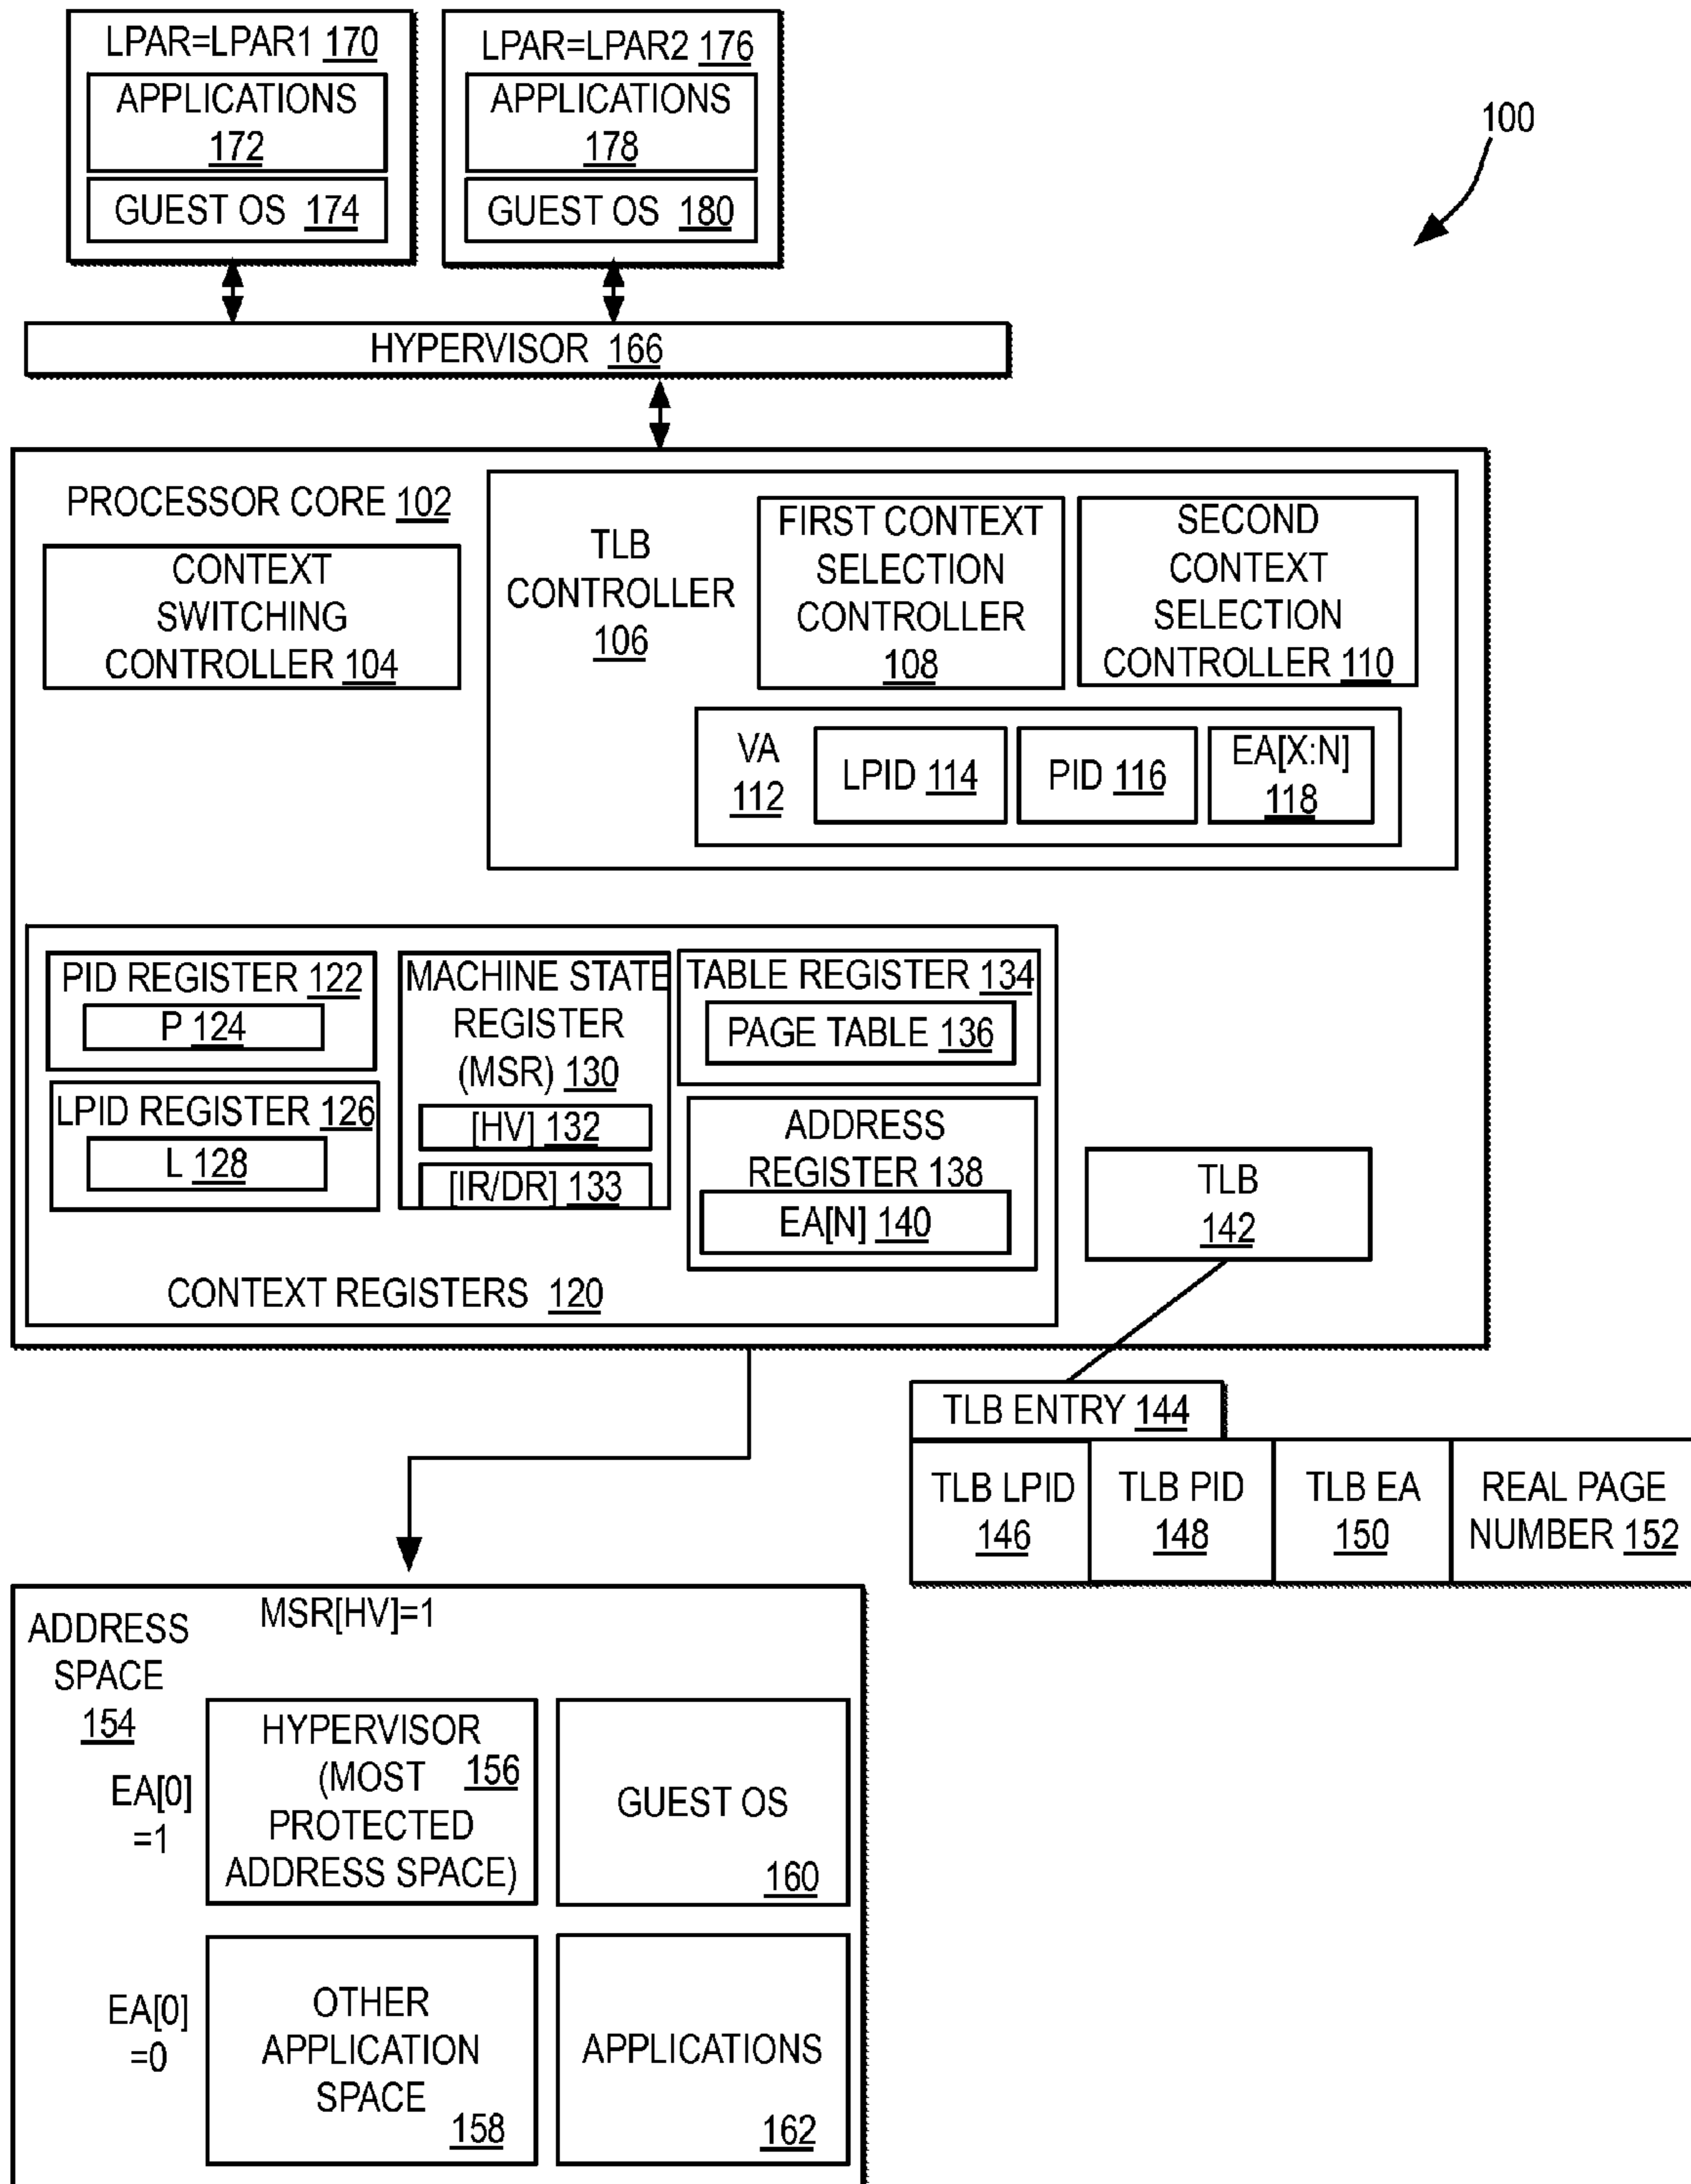 LPAR=LPAR1 170
APPLICATIONS
172
GUEST OS 174
LPAR=LPAR2 176
APPLICATIONS
178
GUEST OS 180
100
HYPERVISOR 166
PROCESSOR CORE 102
CONTEXT
SWITCHING
CONTROLLER 104
TLB
CONTROLLER
106
FIRST CONTEXT
SELECTION
CONTROLLER
108
SECOND
CONTEXT
SELECTION
CONTROLLER 110
VA
112
LPID 114
PID 116
EA[X:N]
118
PID REGISTER 122
P 124
LPID REGISTER 126
L 128
MACHINE STATE
REGISTER
(MSR) 130
[HV] 132
[IR/DR] 133
TABLE REGISTER 134
PAGE TABLE 136
ADDRESS
REGISTER 138
EA[N] 140
CONTEXT REGISTERS 120
TLB
142
TLB ENTRY 144
TLB LPID
146
TLB PID
148
TLB EA
150
REAL PAGE
NUMBER 152
ADDRESS
SPACE
154
MSR[HV]=1
EA[0]
=1
HYPERVISOR
(MOST 156
PROTECTED
ADDRESS SPACE)
GUEST OS
160
EA[0]
=0
OTHER
APPLICATION
SPACE
158
APPLICATIONS
162